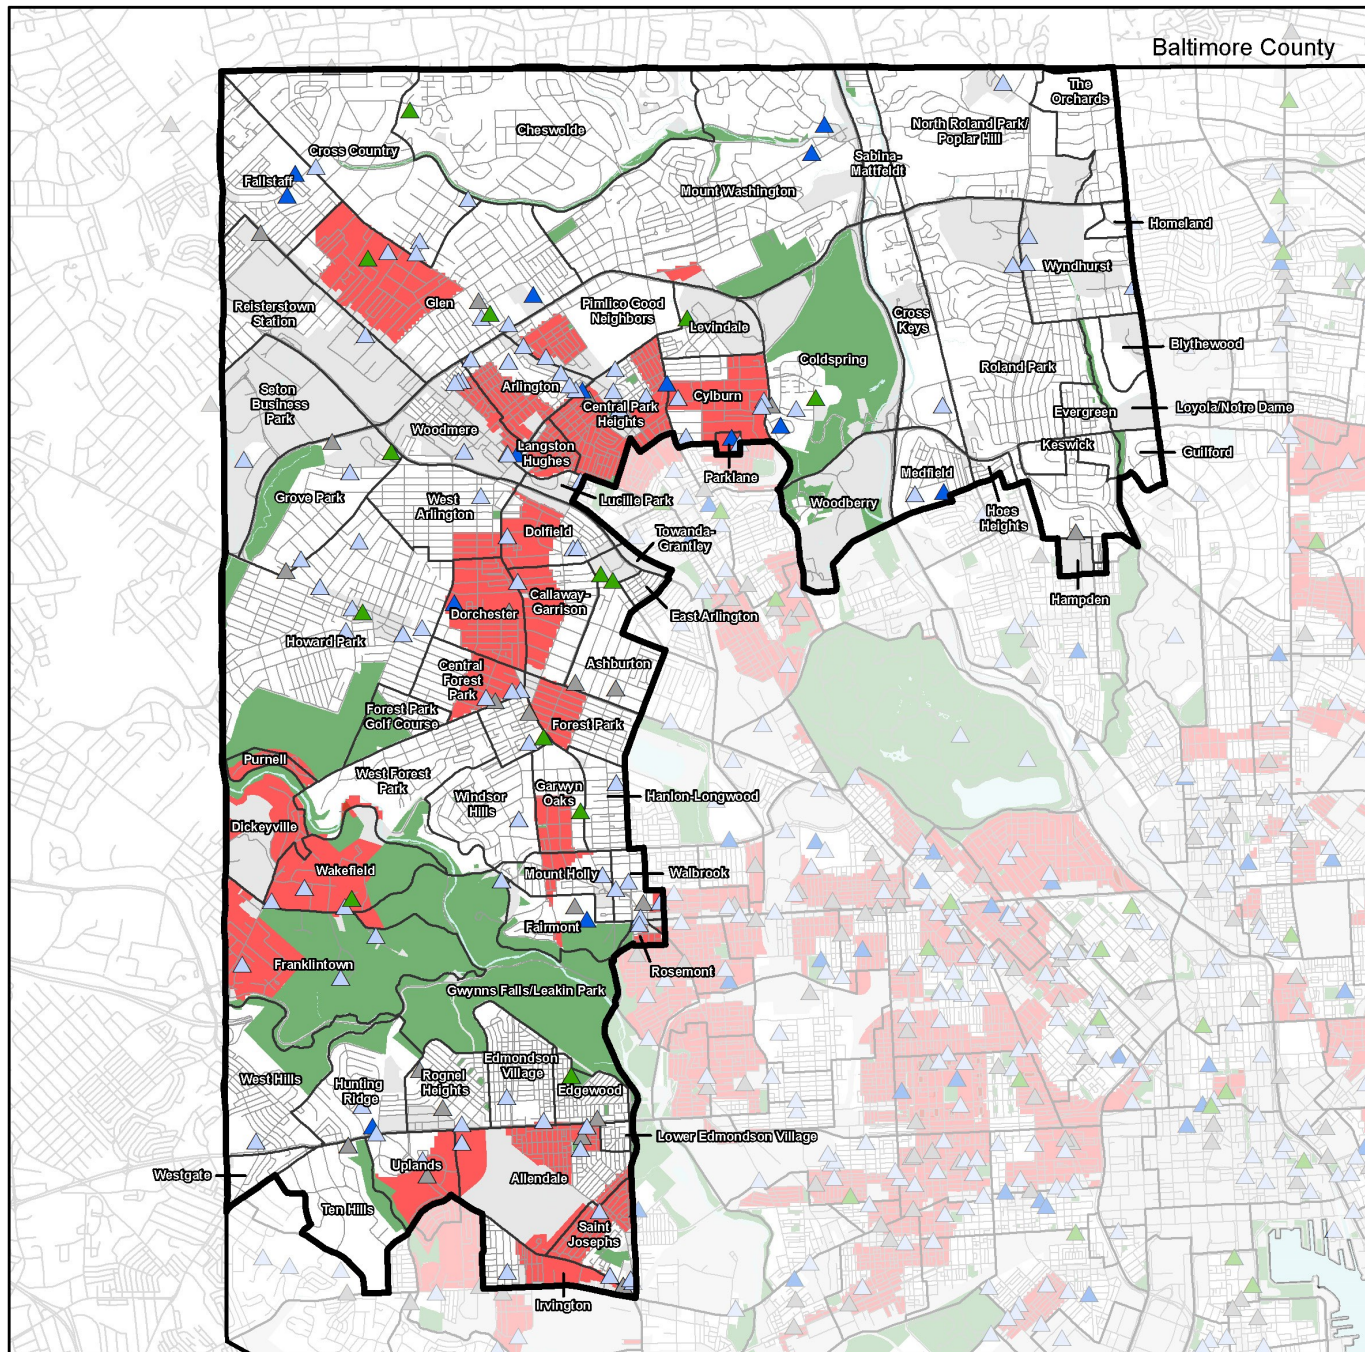 Baltimore County
The
Orchards
North Roland Park/
Poplar Hill
Cheswolde
Cross Country
Sabina-
Mattfeldt
Fallstaff
Mount Washington
Homeland
Wyndhurst
Glen
Reisterstown
Station
Pimlico Good
Neighbors
Levindale
Cross
Keys
Blythewood
Coldspring
Roland Park
Seton
Business
Park
Arlington
Cylburn
Central Park
Heights
Evergreen
Loyola/Notre Dame
Woodmere
Keswick
Langston
Hughes
Guilford
Parklane
Medfield
Grove Park
West
Arlington
Lucille Park
Woodberry
Hoes
Heights
Dolfield
Towanda-
Grantley
Callaway-
Garrison
Hampden
Dorchester
East Arlington
Howard Park
Ashburton
Central
Forest
Park
Forest Park
Golf Course
Forest Park
Purnell
West Forest
Park
Windsor
Hills
Garwyn
Oaks
Hanlon-Longwood
Dickeyville
Wakefield
Mount Holly
Walbrook
Fairmont
Franklintown
Rosemont
Gwynns Falls/Leakin Park
West Hills
Hunting
Ridge
Rognel
Heights
Edmondson
Village
Edgewood
Lower Edmondson Village
Westgate
Uplands
Allendale
Ten Hills
Saint
Josephs
Irvington